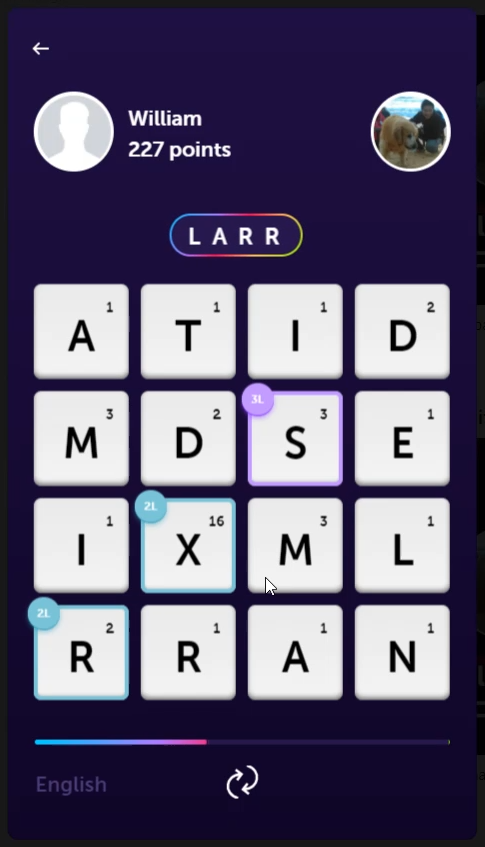 William
227 points
L A R R
1 1 1 2
A T I D
3 2 3L 3 1
M D S E
1 2L 16 3 1
I X M L
2L 2 1 1 1
R R A N
English